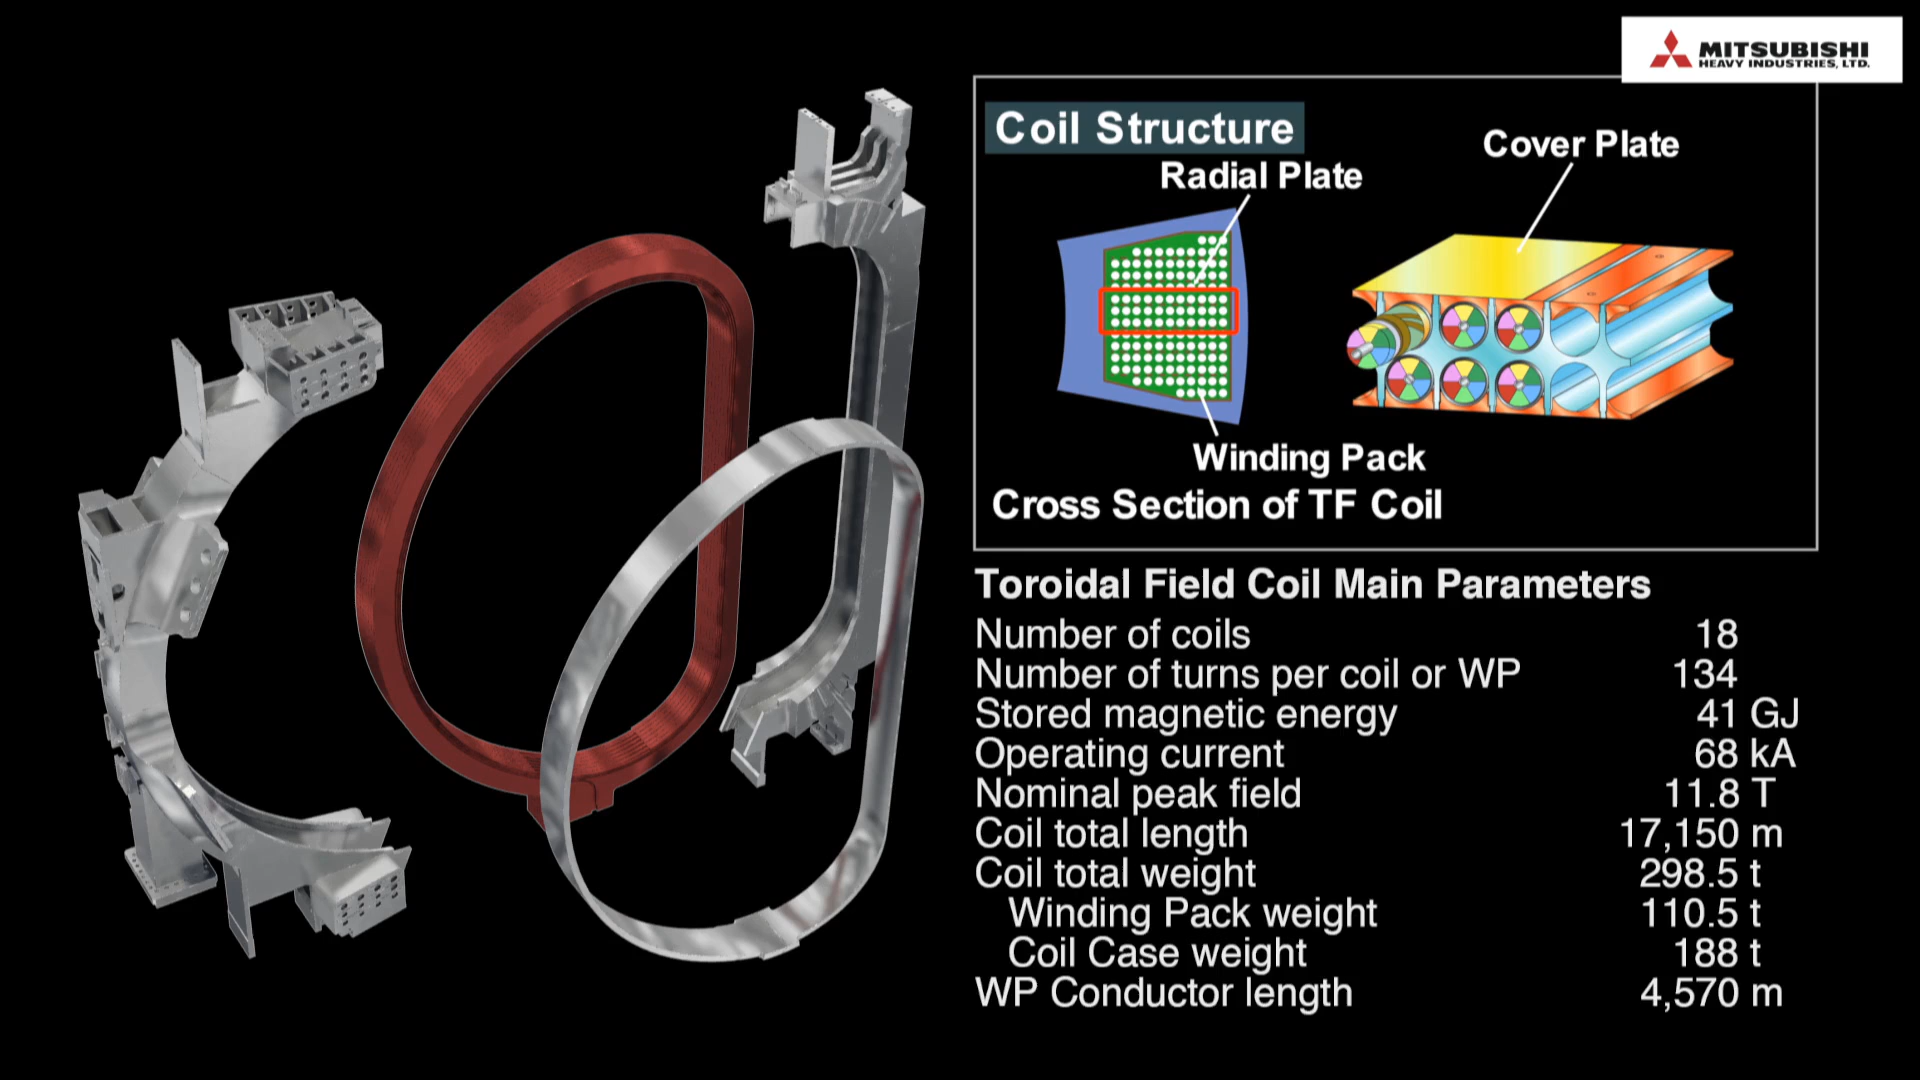 MITSUBISHI
HEAVY INDUSTRIES, LTD.
Coil Structure
Cover Plate
Radial Plate
Winding Pack
Cross Section of TF Coil
Toroidal Field Coil Main Parameters
Number of coils 18
Number of turns per coil or WP 134
Stored magnetic energy 41 GJ
Operating current 68 kA
Nominal peak field 11.8 T
Coil total length 17,150 m
Coil total weight 298.5 t
Winding Pack weight 110.5 t
Coil Case weight 188 t
WP Conductor length 4,570 m